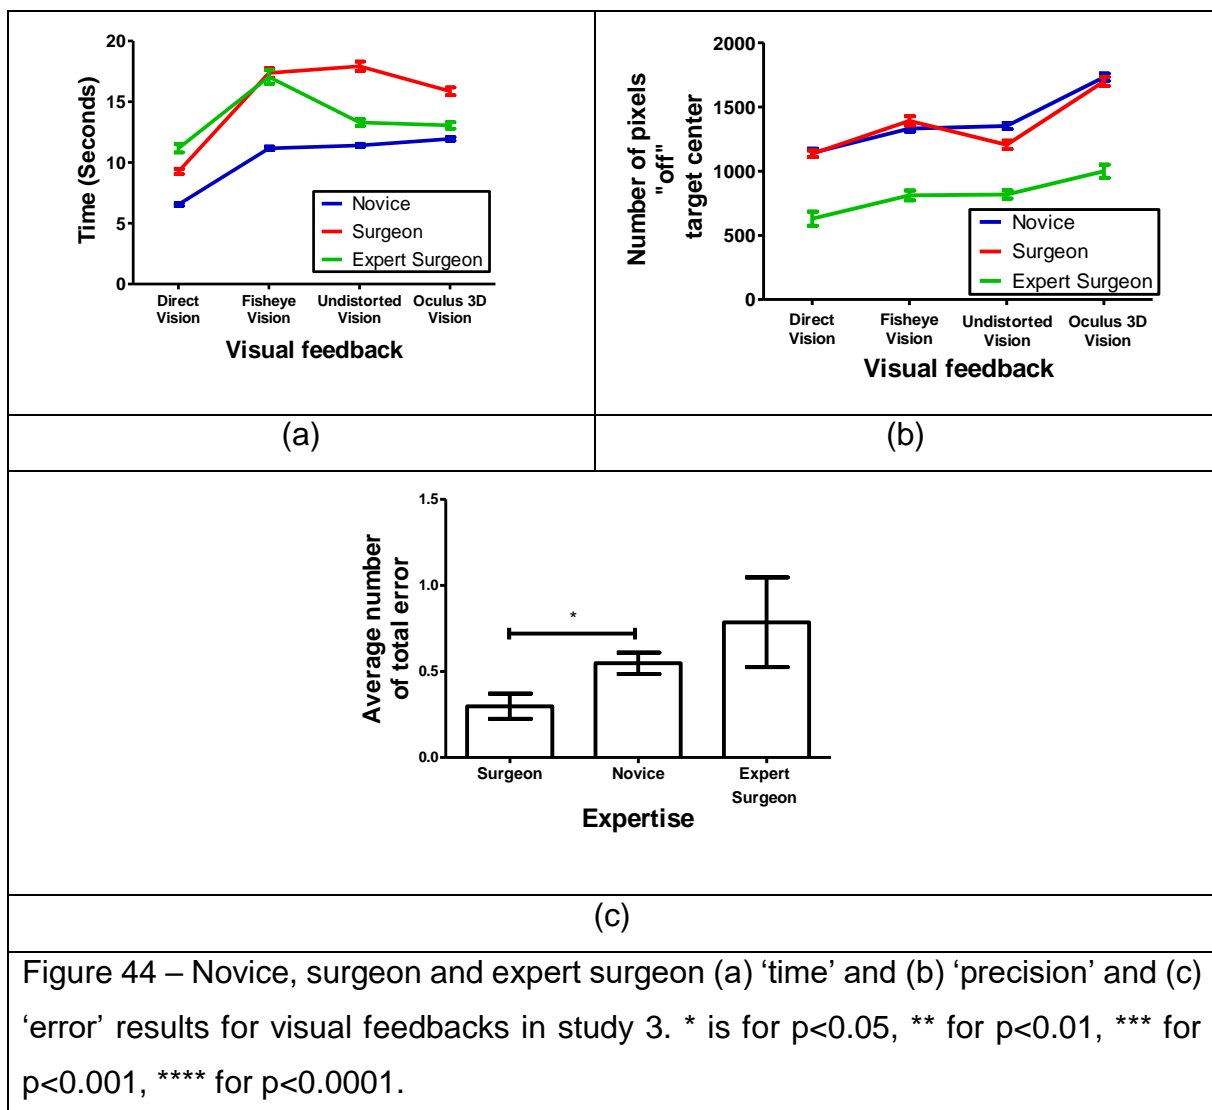 20
15
10
5
0
Time (Seconds)
Novice
Surgeon
Expert Surgeon
Direct Vision
Fisheye Vision
Undistorted Vision
Oculus 3D Vision
Visual feedback
2000
1500
1000
500
0
Number of pixels
"off"
target center
Novice
Surgeon
Expert Surgeon
Direct Vision
Fisheye Vision
Undistorted Vision
Oculus 3D Vision
Visual feedback
(a)
(b)
1.5
1.0
0.5
0.0
Average number
of total error
*
Surgeon
Novice
Expert
Surgeon
Expertise
(c)
Figure 44 – Novice, surgeon and expert surgeon (a) ‘time’ and (b) ‘precision’ and (c)
‘error’ results for visual feedbacks in study 3. * is for p<0.05, ** for p<0.01, *** for
p<0.001, **** for p<0.0001.